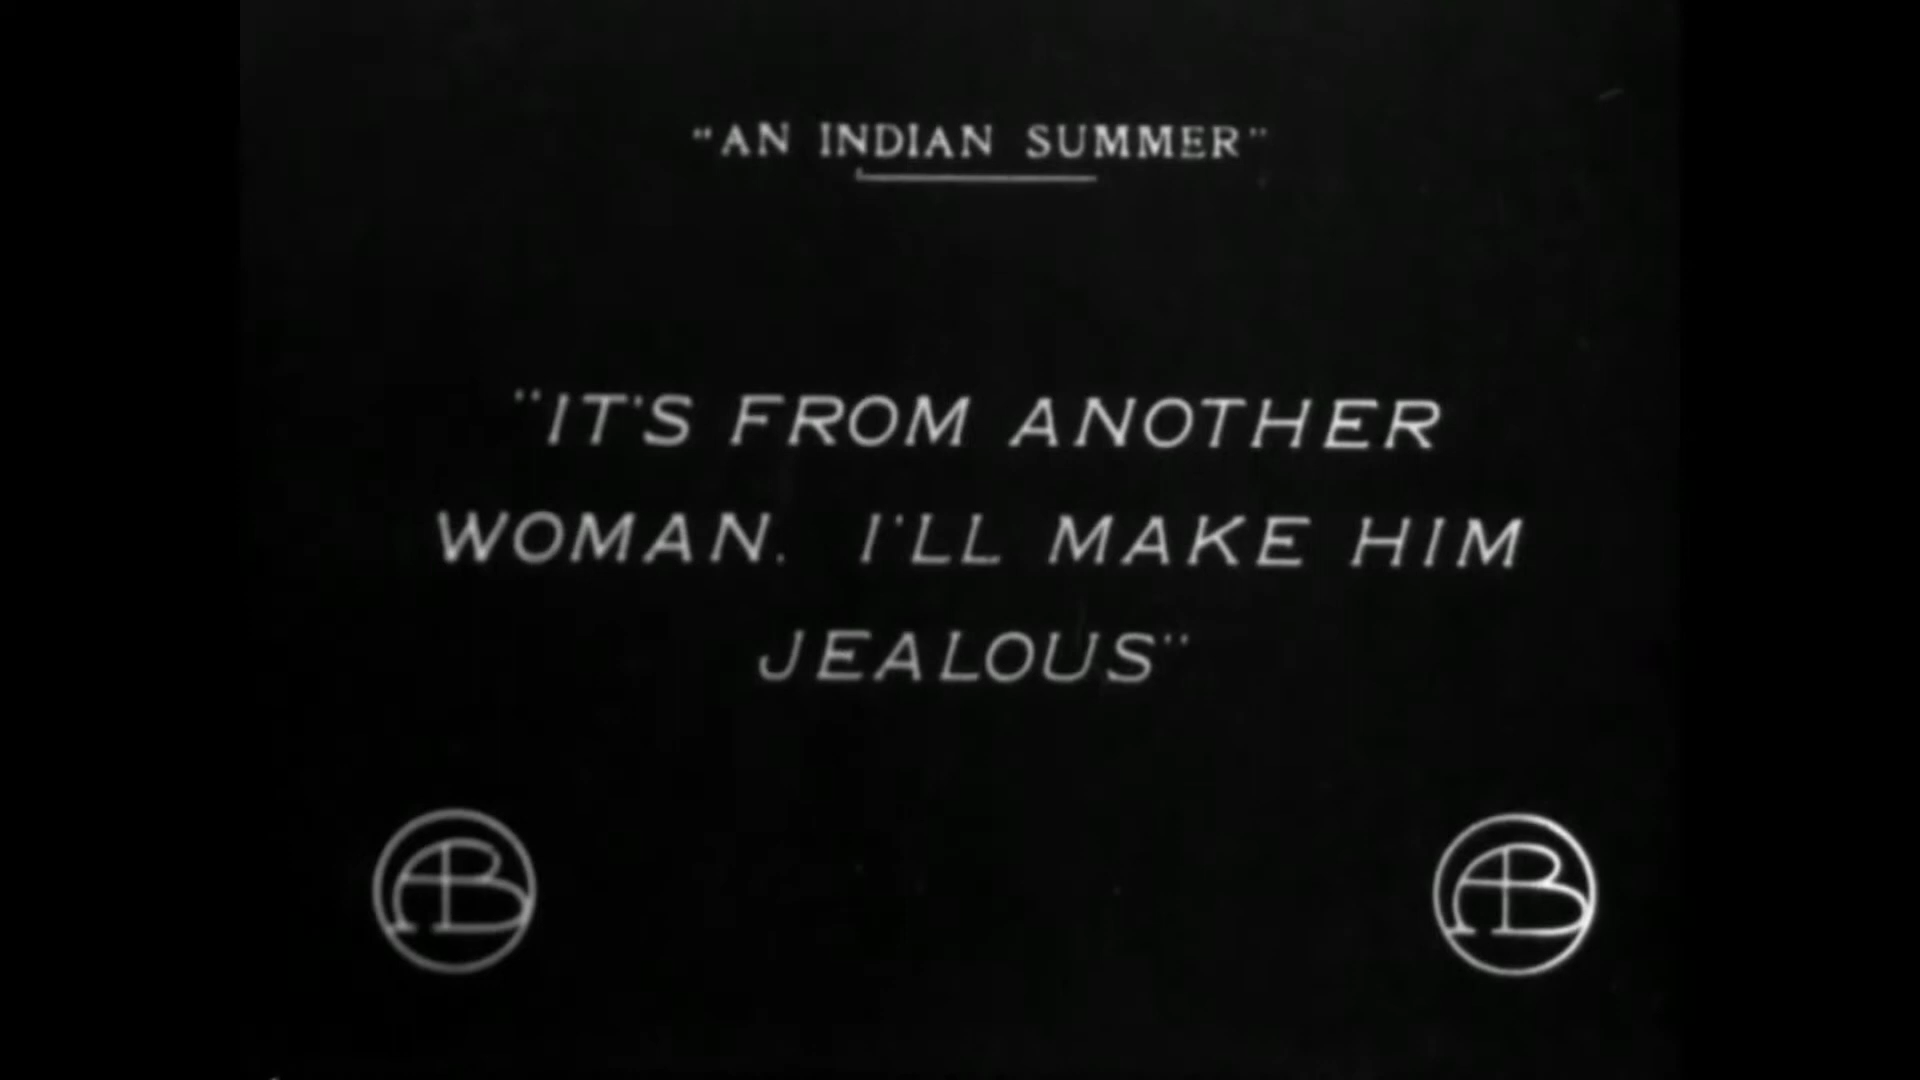 "AN INDIAN SUMMER"
"IT'S FROM ANOTHER
WOMAN. I'LL MAKE HIM
JEALOUS"
AB
AB